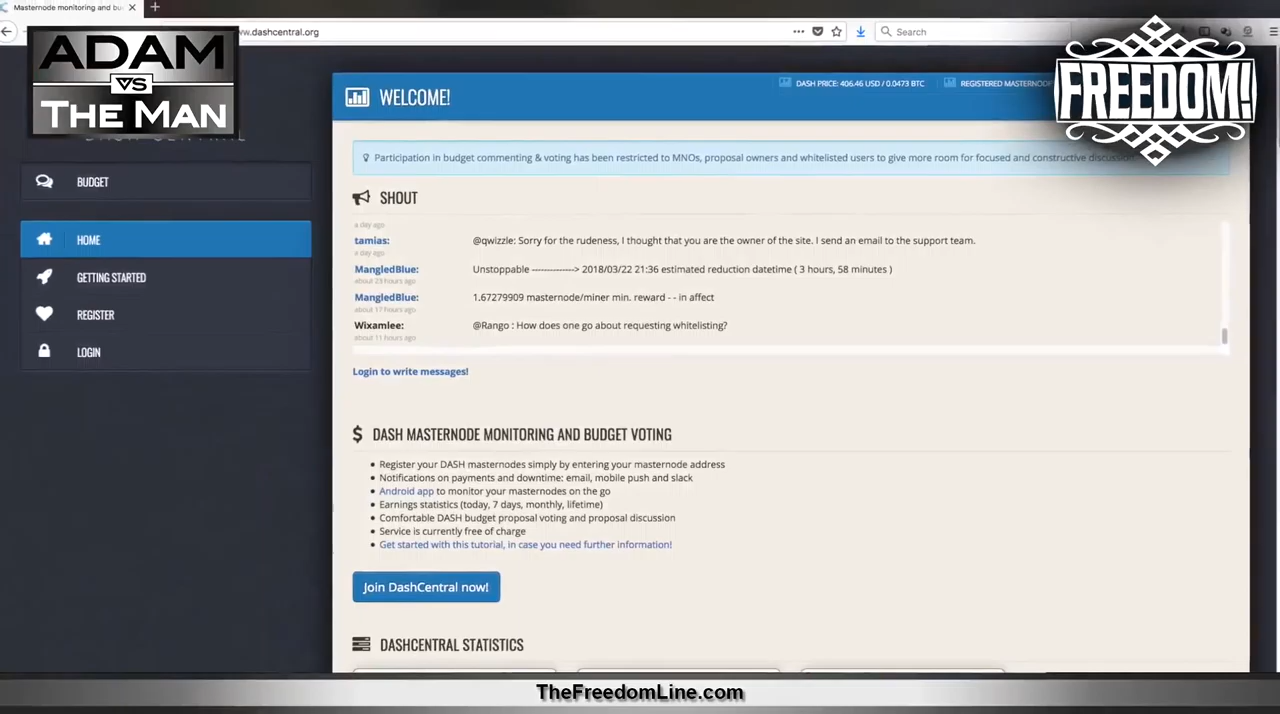 Masternode monitoring and bu
ADAM
VS
THE MAN
w.dashcentral.org
Search
FREEDOM!
BUDGET
HOME
GETTING STARTED
REGISTER
LOGIN
WELCOME!
DASH PRICE: 406.46 USD / 0.0473 BTC
REGISTERED MASTERNOD
Participation in budget commenting & voting has been restricted to MNOs, proposal owners and whitelisted users to give more room for focused and constructive
SHOUT
a day ago
tamias: @qwizzle: Sorry for the rudeness, I thought that you are the owner of the site. I send an email to the support team.
a day ago
MangledBlue: Unstoppable --------------> 2018/03/22 21:36 estimated reduction datetime ( 3 hours, 58 minutes )
about 23 hours ago
MangledBlue: 1.67279909 masternode/miner min. reward - - in affect
about 17 hours ago
Wixamlee: @Rango : How does one go about requesting whitelisting?
about 11 hours ago
Login to write messages!
DASH MASTERNODE MONITORING AND BUDGET VOTING
Register your DASH masternodes simply by entering your masternode address
Notifications on payments and downtime: email, mobile push and slack
Android app to monitor your masternodes on the go
Earnings statistics (today, 7 days, monthly, lifetime)
Comfortable DASH budget proposal voting and proposal discussion
Service is currently free of charge
Get started with this tutorial, in case you need further information!
Join DashCentral now!
DASHCENTRAL STATISTICS
TheFreedomLine.com